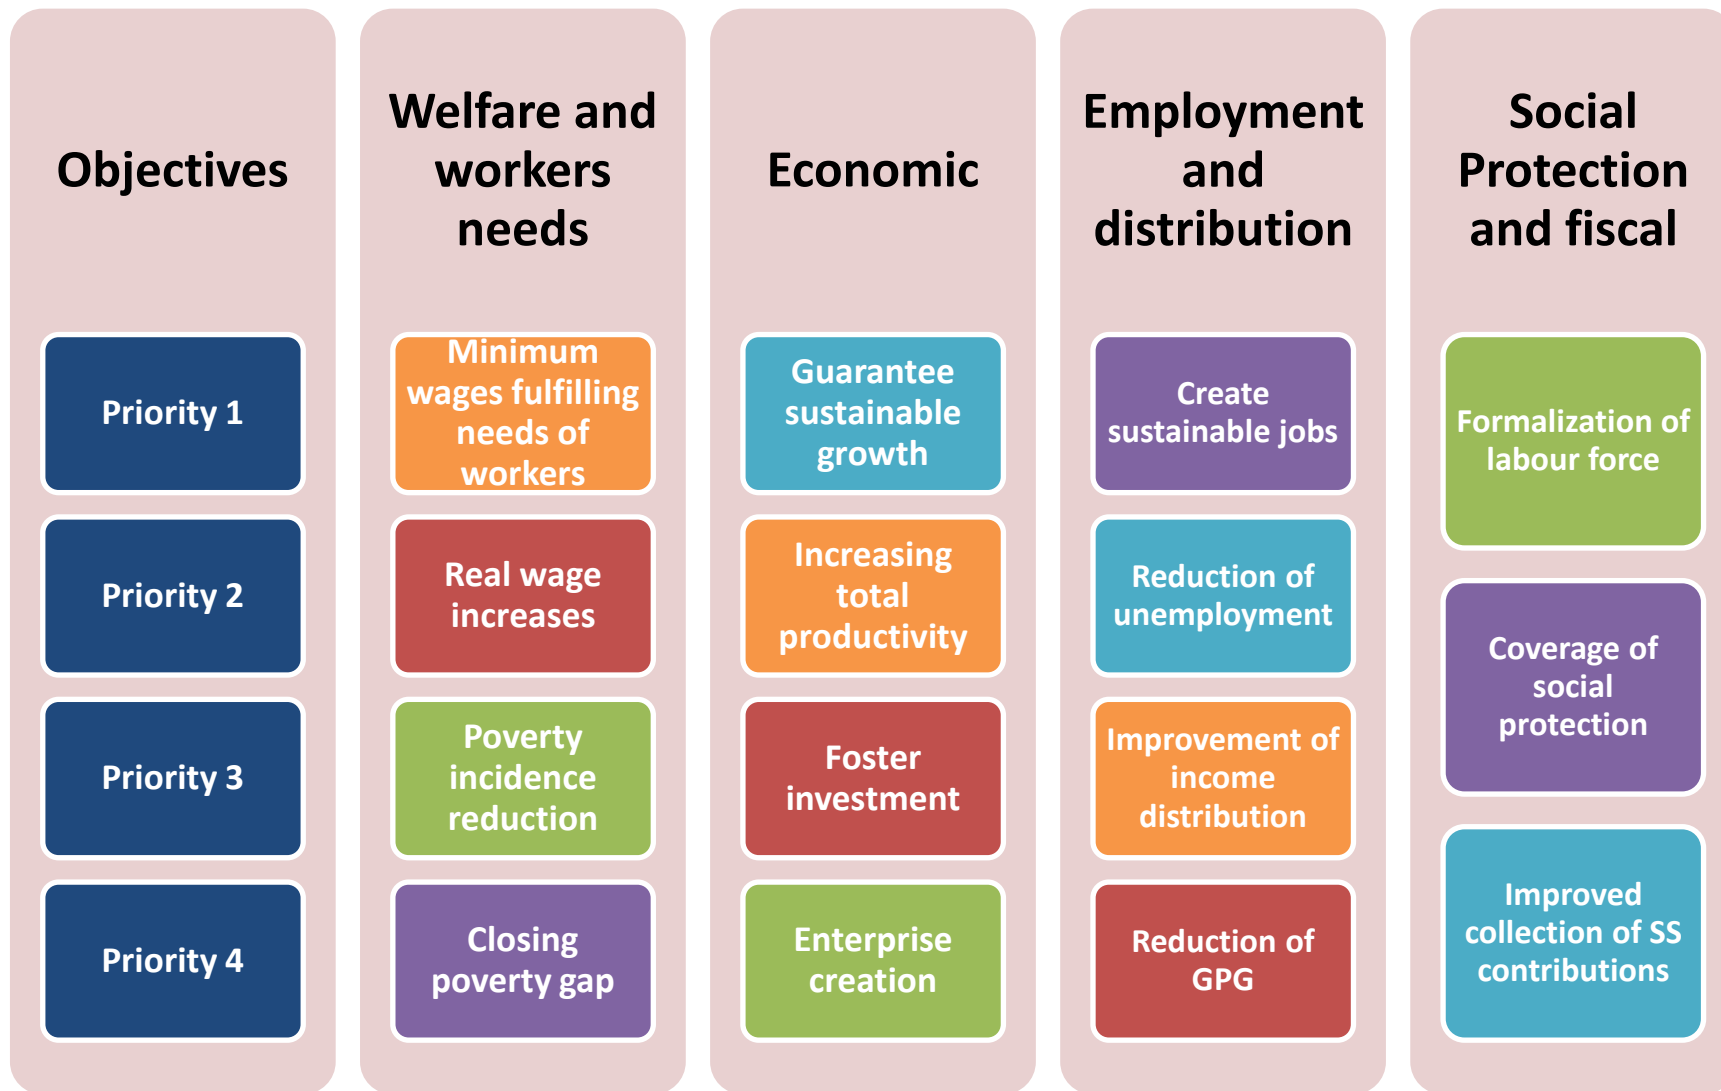 Objectives
Priority 1
Priority 2
Priority 3
Priority 4
Welfare and
workers
needs
Minimum
wages fulfilling
needs of
workers
Real wage
increases
Poverty
incidence
reduction
Closing
poverty gap
Economic
Guarantee
sustainable
growth
Increasing
total
productivity
Foster
investment
Enterprise
creation
Employment
and
distribution
Create
sustainable jobs
Reduction of
unemployment
Improvement of
income
distribution
Reduction of
GPG
Social
Protection
and fiscal
Formalization of
labour force
Coverage of
social
protection
Improved
collection of SS
contributions